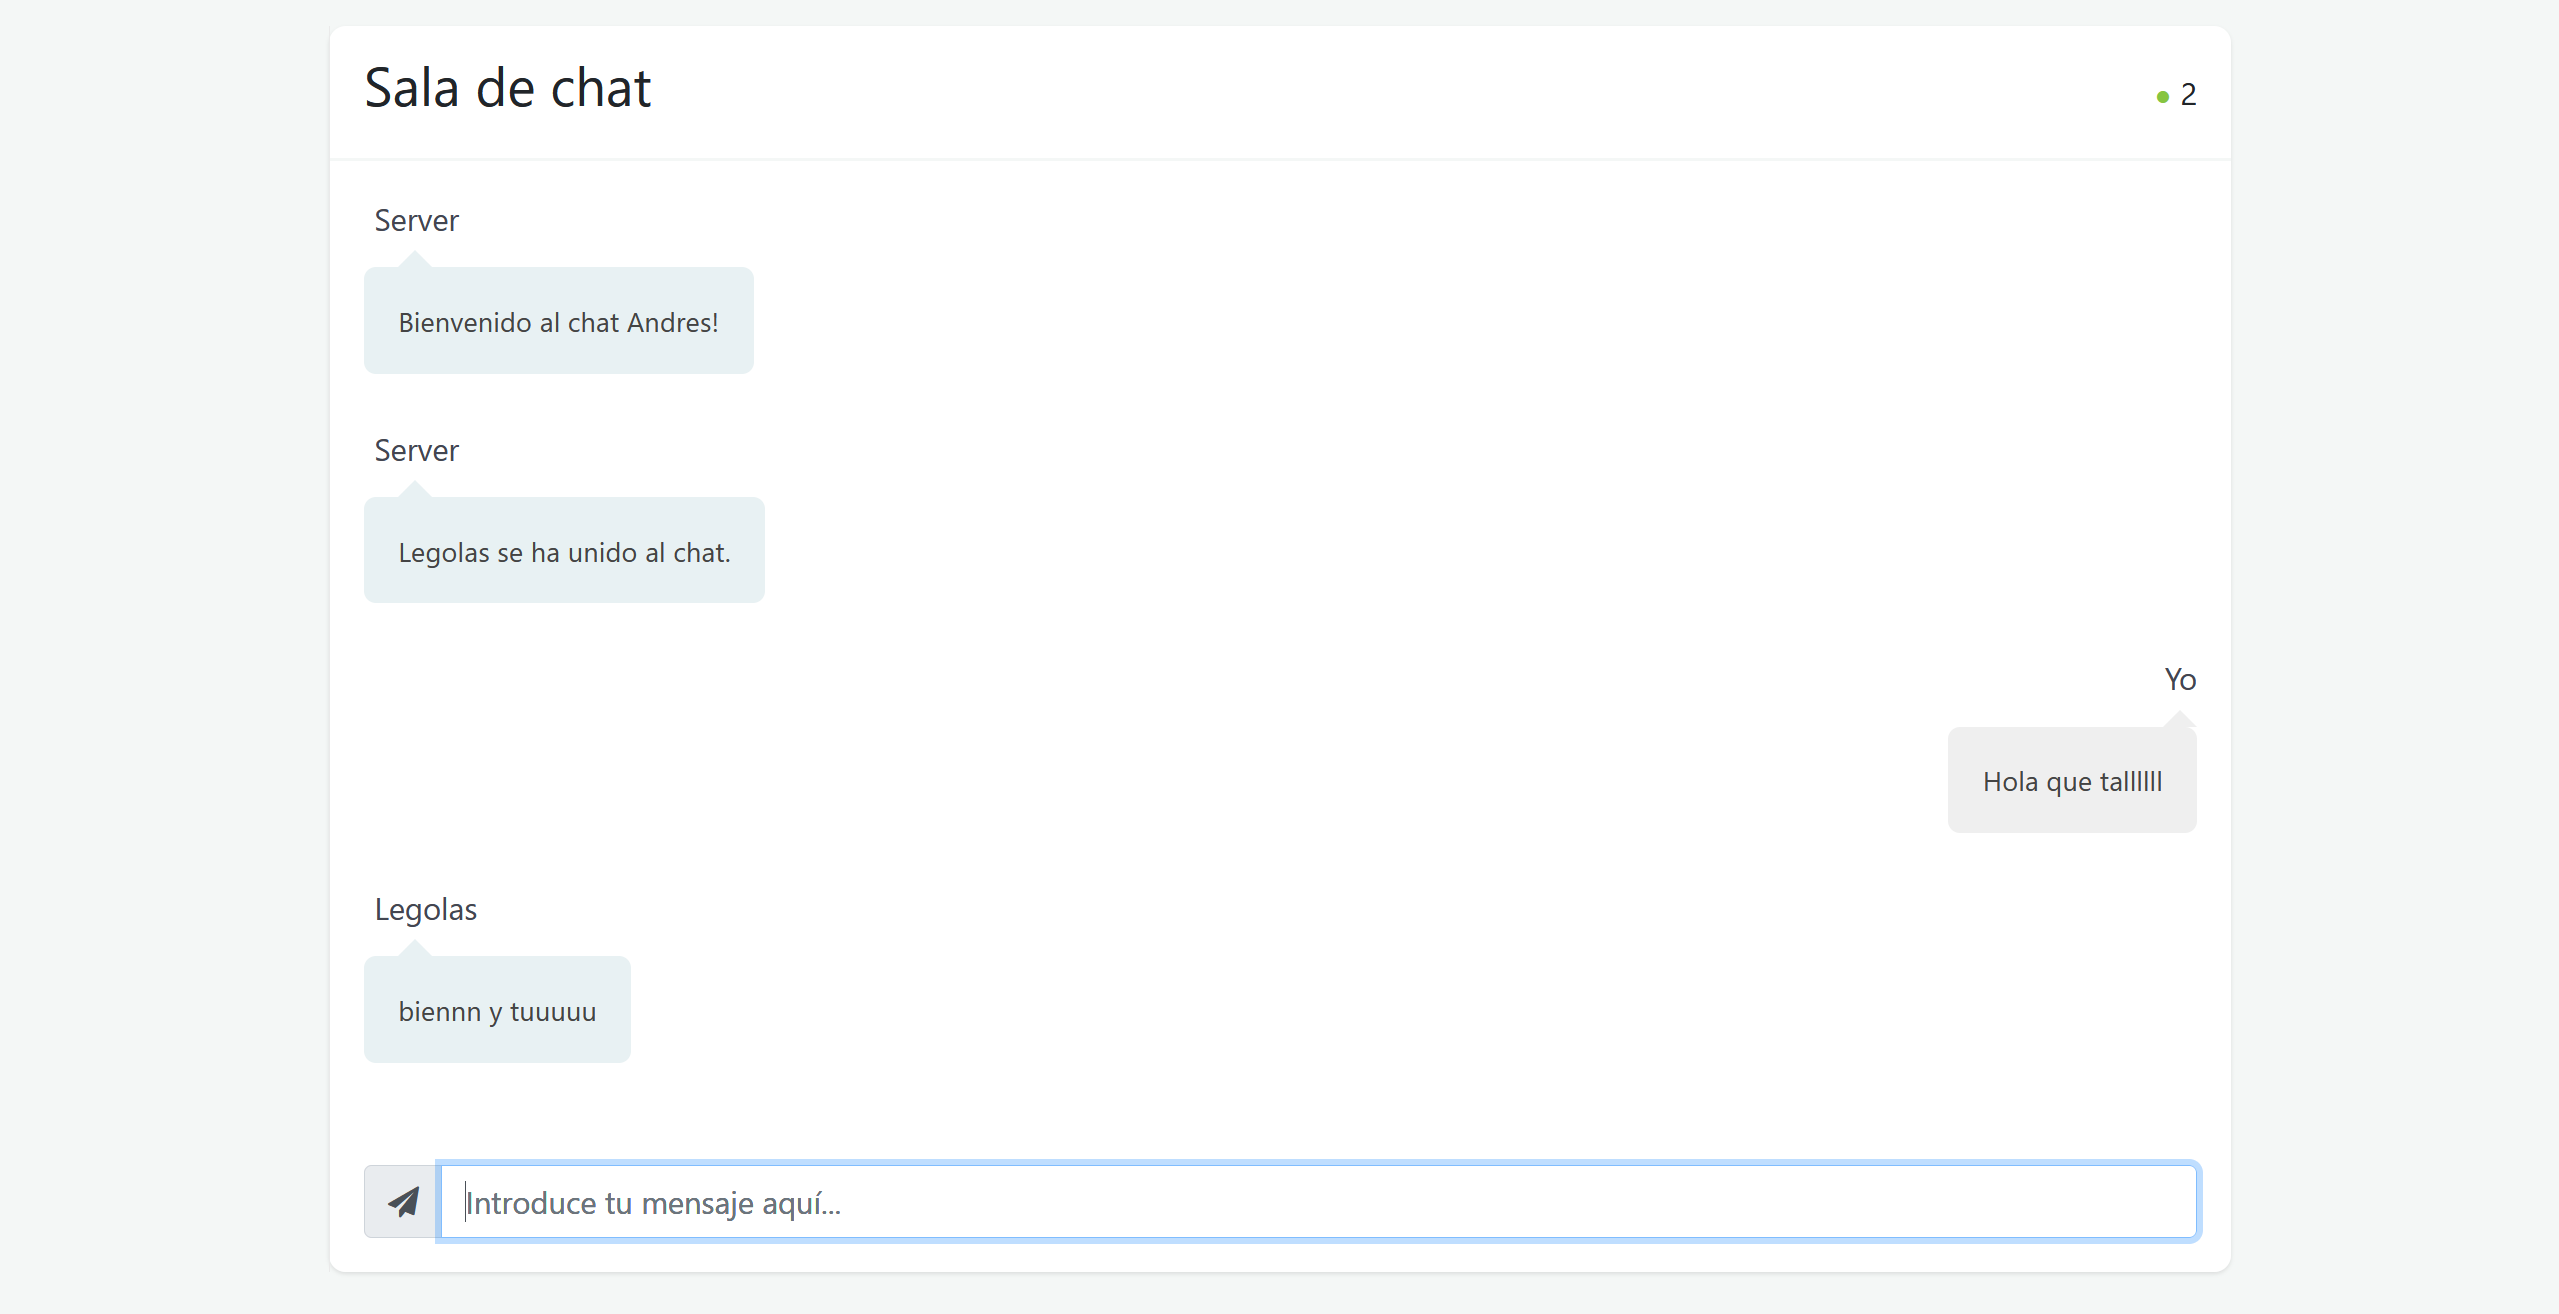 Sala de chat
2
Server
Bienvenido al chat Andres!
Server
Legolas se ha unido al chat.
Yo
Hola que tallllll
Legolas
biennn y tuuuuu
Introduce tu mensaje aquí...